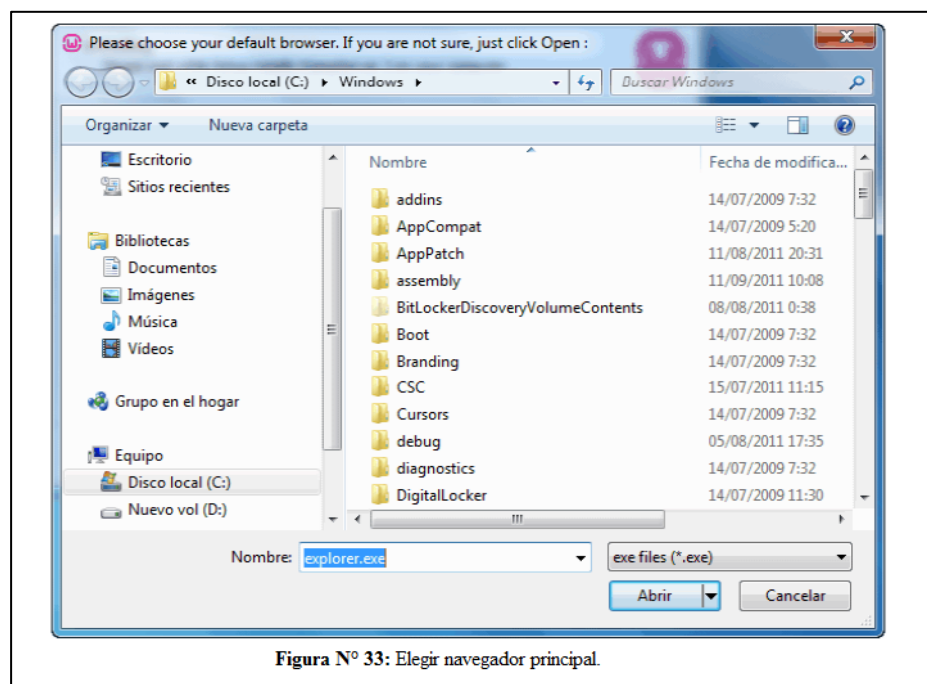 Please choose your default browser. If you are not sure, just click Open :
« Disco local (C:) Windows
Buscar Windows
Organizar Nueva carpeta
Escritorio
Sitios recientes
Bibliotecas
Documentos
Imágenes
Música
Vídeos
Grupo en el hogar
Equipo
Disco local (C:)
Nuevo vol (D:)
Nombre Fecha de modifica...
addins 14/07/2009 7:32
AppCompat 14/07/2009 5:20
AppPatch 11/08/2011 20:31
assembly 11/09/2011 10:08
BitLockerDiscoveryVolumeContents 08/08/2011 0:38
Boot 14/07/2009 7:32
Branding 14/07/2009 7:32
CSC 15/07/2011 11:15
Cursors 14/07/2009 7:32
debug 05/08/2011 17:35
diagnostics 14/07/2009 7:32
DigitalLocker 14/07/2009 11:30
Nombre: explorer.exe exe files (*.exe)
Abrir Cancelar
Figura N° 33: Elegir navegador principal.